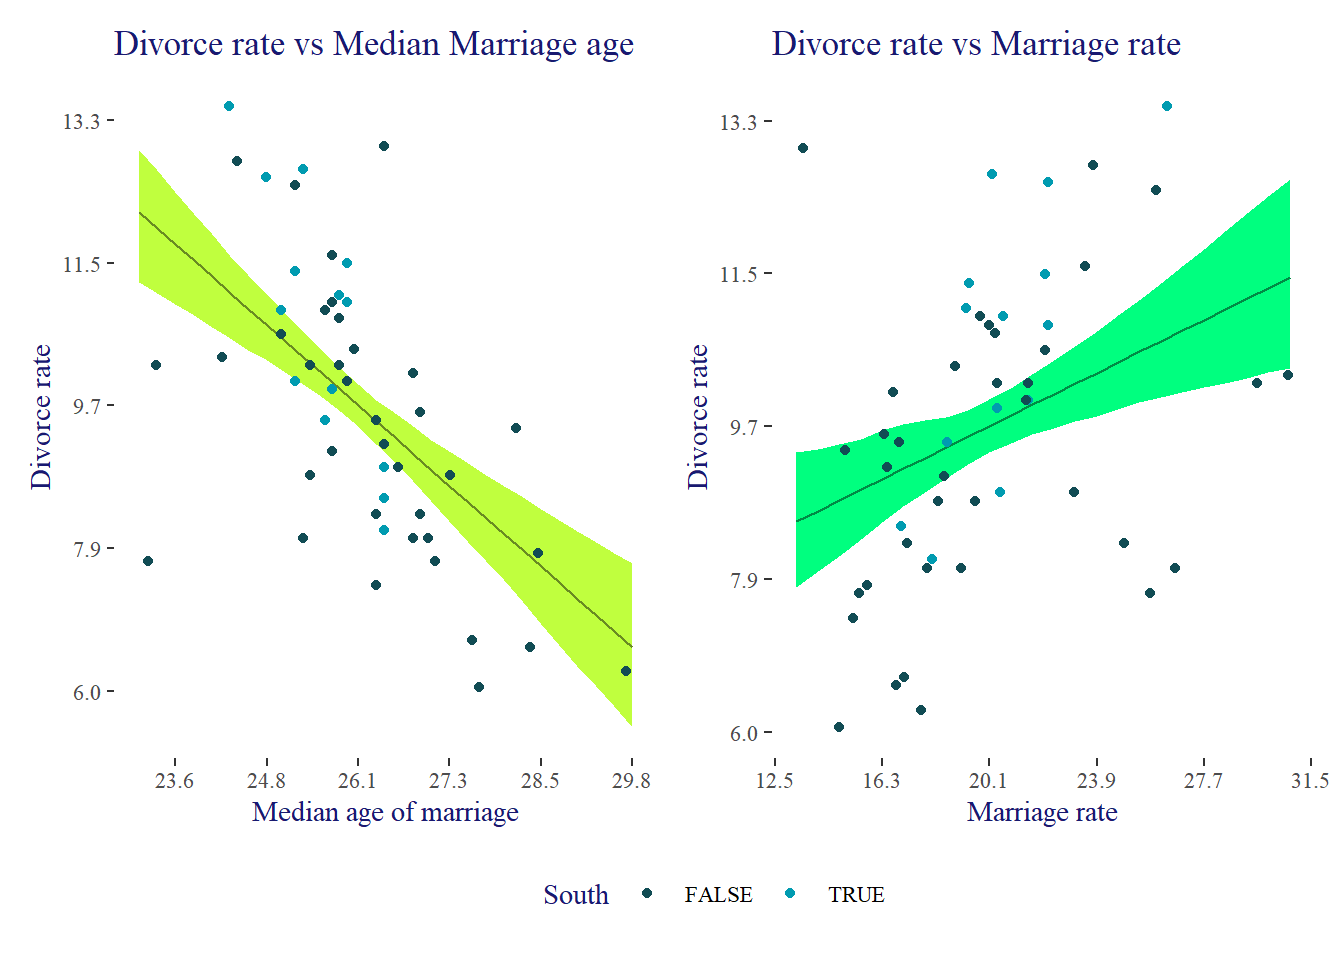 Divorce rate vs Median Marriage age
Divorce rate
13.3
11.5
9.7
7.9
6.0
23.6 24.8 26.1 27.3 28.5 29.8
Median age of marriage
Divorce rate vs Marriage rate
Divorce rate
13.3
11.5
9.7
7.9
6.0
12.5 16.3 20.1 23.9 27.7 31.5
Marriage rate
South FALSE TRUE